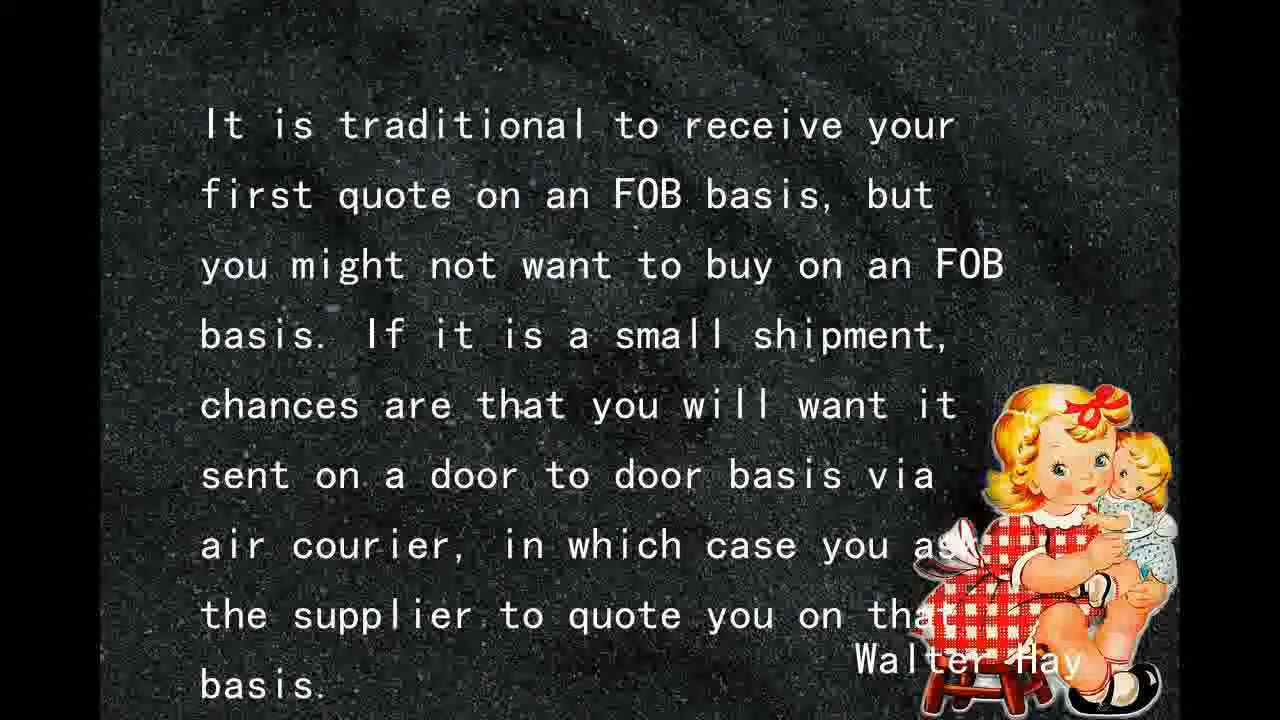 It is traditional to receive your
first quote on an FOB basis, but
you might not want to buy on an FOB
basis. If it is a small shipment,
chances are that you will want it
sent on a door to door basis via
air courier, in which case you ask
the supplier to quote you on that
basis.
Walter Hay